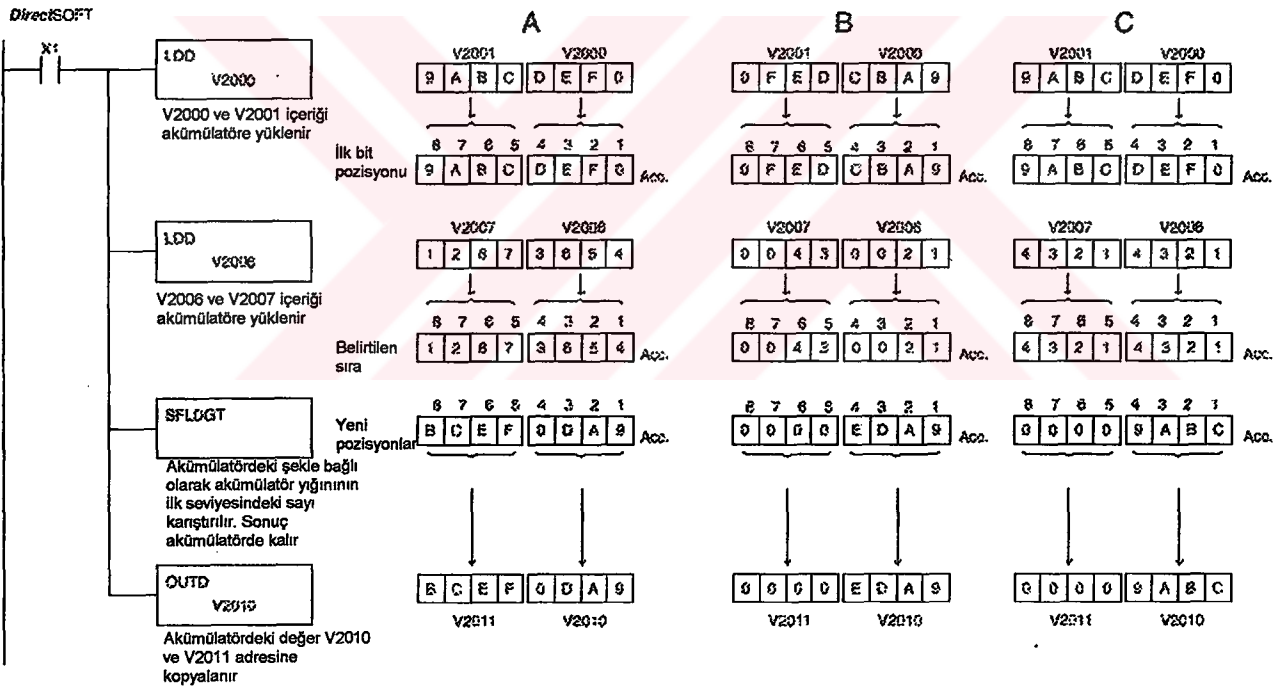 DirectSOFT
A B C
X1
LDD
V2000
V2000 ve V2001 içeriği
akümülatöre yüklenir
V2001 V2000
9 A B C D E F 0
V2001 V2000
0 F E D C B A 9
V2001 V2000
9 A B C D E F 0
İlk bit
pozisyonu
8 7 6 5 4 3 2 1
9 A B C D E F 0 Acc.
8 7 6 5 4 3 2 1
0 F E D C B A 9 Acc.
8 7 6 5 4 3 2 1
9 A B C D E F 0 Acc.
LDD
V2006
V2006 ve V2007 içeriği
akümülatöre yüklenir
V2007 V2006
1 2 8 7 3 6 5 4
V2007 V2006
0 0 4 3 0 0 2 1
V2007 V2006
4 3 2 1 4 3 2 1
Belirtilen
sıra
8 7 6 5 4 3 2 1
1 2 8 7 3 6 5 4 Acc.
8 7 6 5 4 3 2 1
0 0 4 3 0 0 2 1 Acc.
8 7 6 5 4 3 2 1
4 3 2 1 4 3 2 1 Acc.
SFLDGT
Akümülatördeki şekle bağlı
olarak akümülatör yığınının
ilk seviyesindeki sayı
karıştırılır. Sonuç
akümülatörde kalır
Yeni
pozisyonlar
8 7 6 5 4 3 2 1
B C E F 0 D A 9 Acc.
8 7 6 5 4 3 2 1
0 0 0 0 E D A 9 Acc.
8 7 6 5 4 3 2 1
0 0 0 0 9 A B C Acc.
OUTD
V2010
Akümülatördeki değer V2010
ve V2011 adresine
kopyalanır
B C E F 0 D A 9
V2011 V2010
0 0 0 0 E D A 9
V2011 V2010
0 0 0 0 9 A B C
V2011 V2010